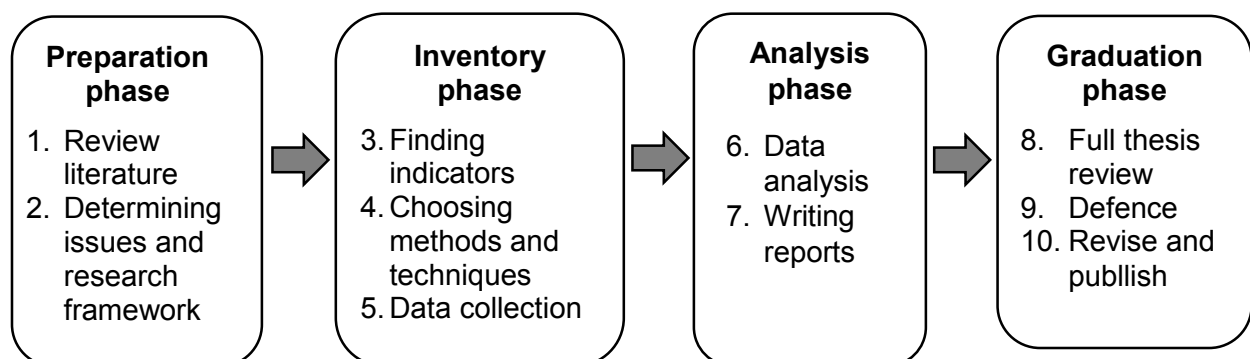 Preparation
phase
1. Review
literature
2. Determining
issues and
research
framework
Inventory
phase
3. Finding
indicators
4. Choosing
methods and
techniques
5. Data collection
Analysis
phase
6. Data
analysis
7. Writing
reports
Graduation
phase
8. Full thesis
review
9. Defence
10. Revise and
publlish